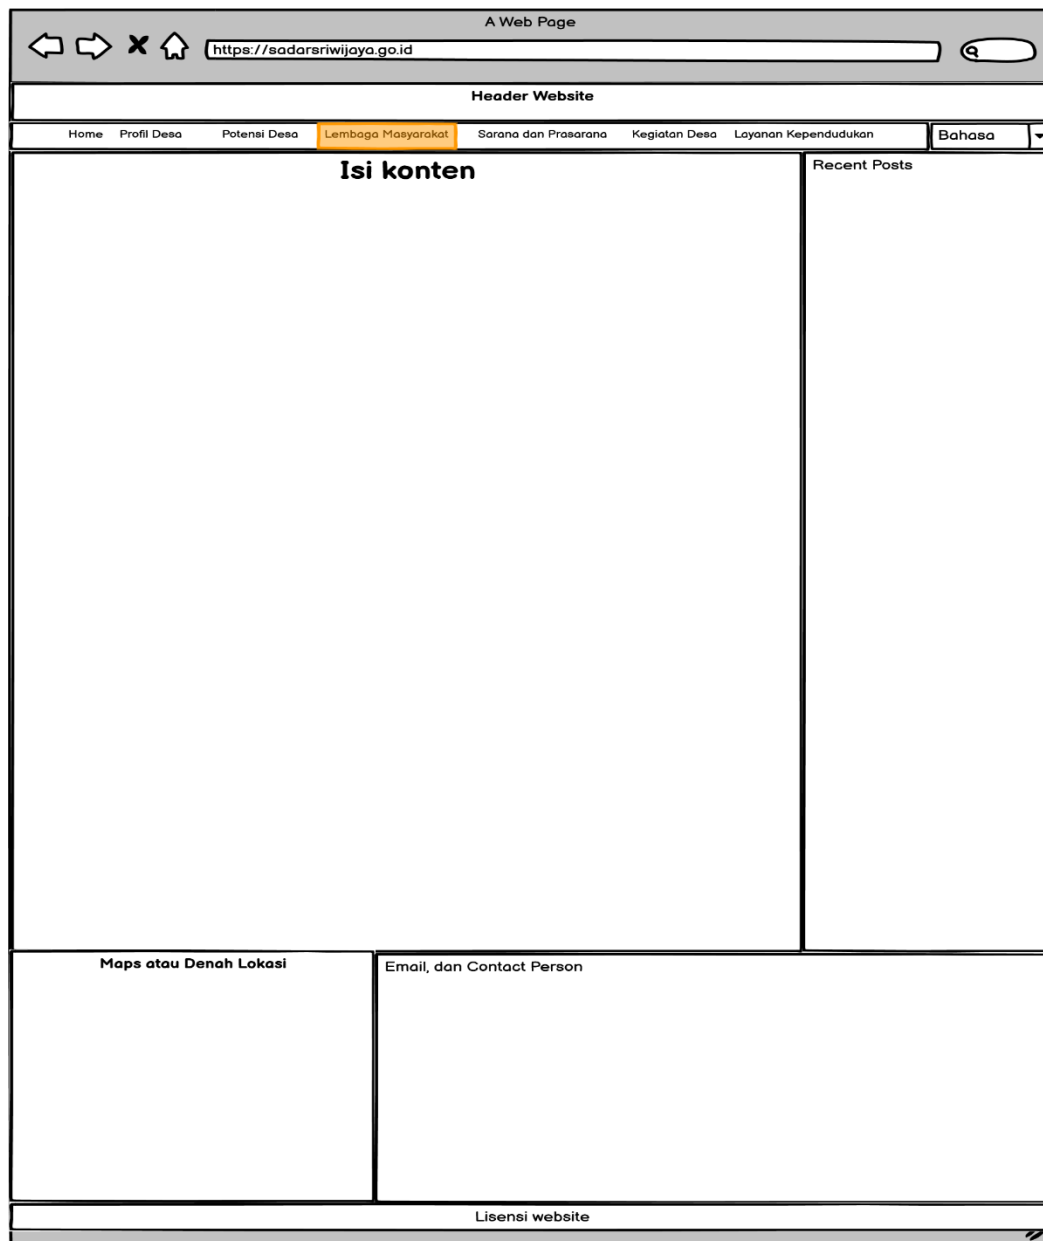 A Web Page
https://sadarsriwijaya.go.id
Header Website
Home Profil Desa Potensi Desa Lembaga Masyarakat Sarana dan Prasarana Kegiatan Desa Layanan Kependudukan Bahasa
Isi konten
Recent Posts
Maps atau Denah Lokasi
Email, dan Contact Person
Lisensi website